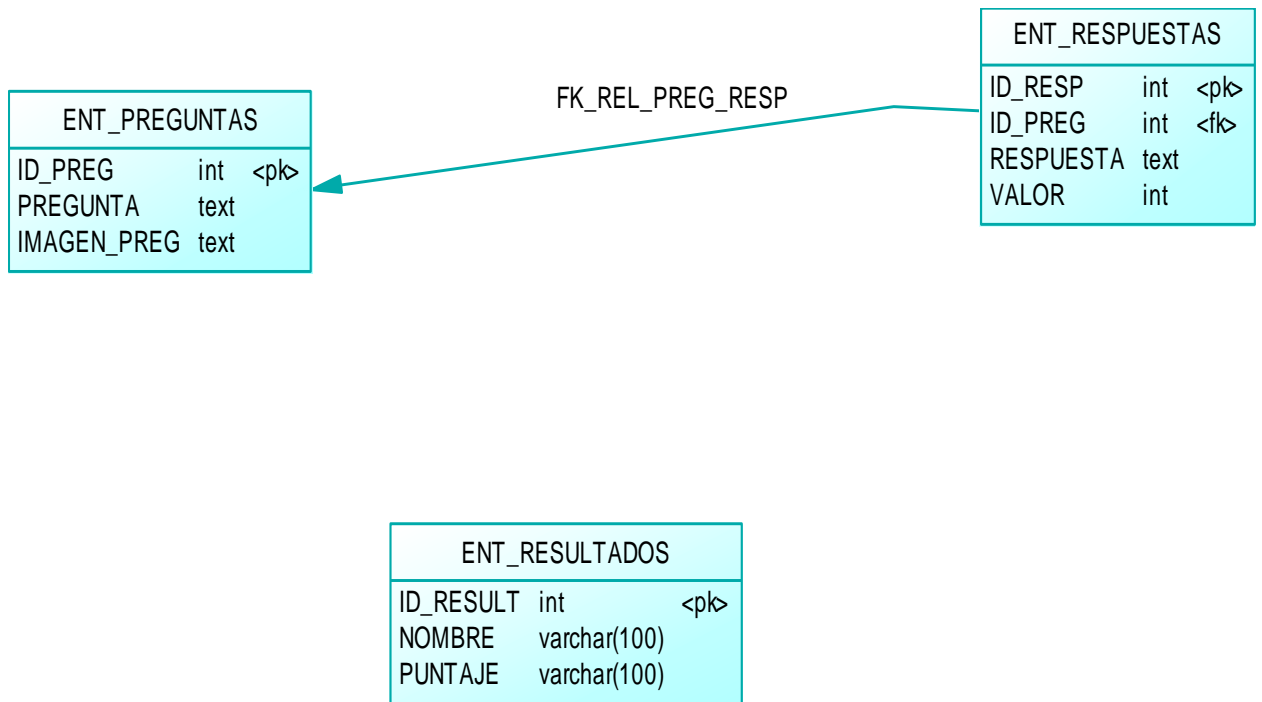 ENT_RESPUESTAS
ID_RESP int <pk>
ID_PREG int <fk>
RESPUESTA text
VALOR int
FK_REL_PREG_RESP
ENT_PREGUNTAS
ID_PREG int <pk>
PREGUNTA text
IMAGEN_PREG text
ENT_RESULTADOS
ID_RESULT int <pk>
NOMBRE varchar(100)
PUNTAJE varchar(100)